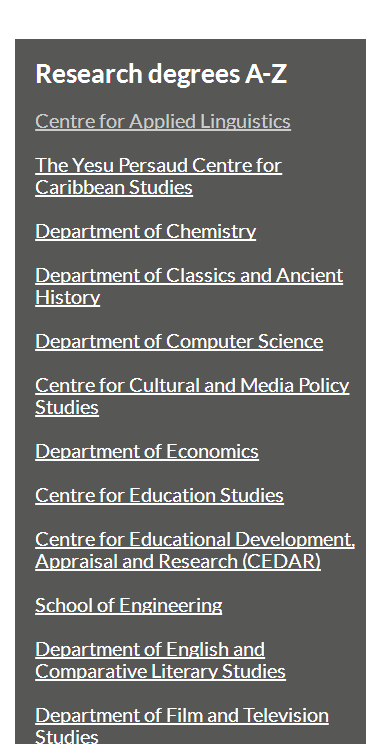 Research degrees A-Z
Centre for Applied Linguistics
The Yesu Persaud Centre for
Caribbean Studies
Department of Chemistry
Department of Classics and Ancient
History
Department of Computer Science
Centre for Cultural and Media Policy
Studies
Department of Economics
Centre for Education Studies
Centre for Educational Development,
Appraisal and Research (CEDAR)
School of Engineering
Department of English and
Comparative Literary Studies
Department of Film and Television
Studies